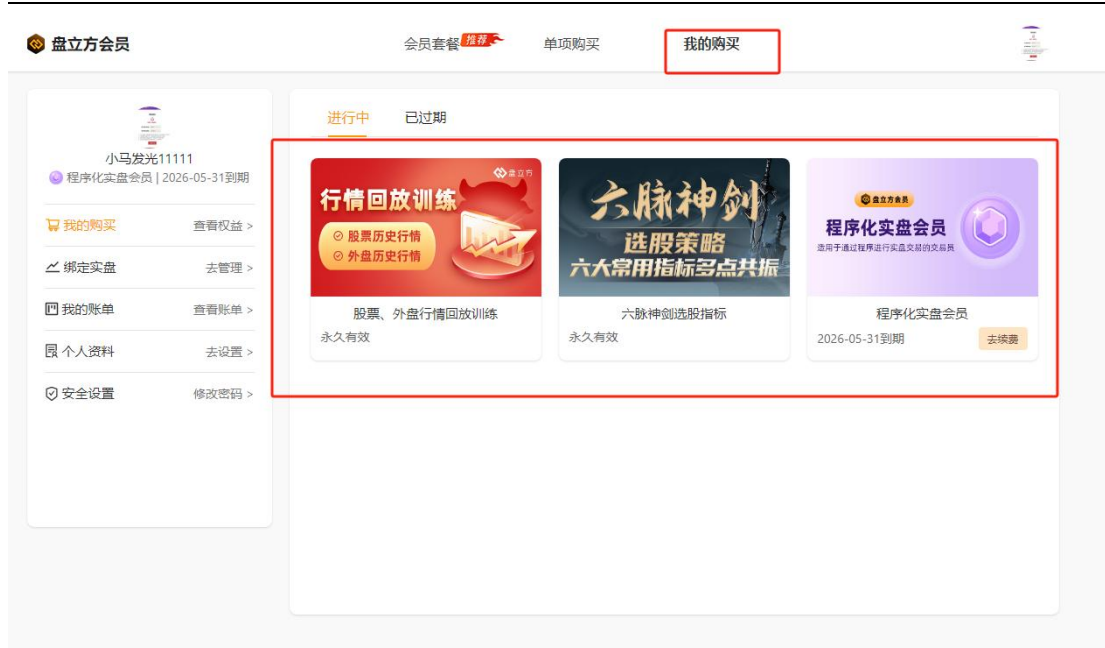 盘立方会员
会员套餐 推荐 单项购买 我的购买
小马发光11111
程序化实盘会员 | 2026-05-31到期
我的购买 查看权益 >
绑定实盘 去管理 >
我的账单 查看账单 >
个人资料 去设置 >
安全设置 修改密码 >
进行中 已过期
盘立方
行情回放训练
股票历史行情
外盘历史行情
股票、外盘行情回放训练
永久有效
六脉神剑
选股策略
六大常用指标多点共振
六脉神剑选股指标
永久有效
盘立方会员
程序化实盘会员
适用于通过程序进行实盘交易的交易员
程序化实盘会员
2026-05-31到期 去续费